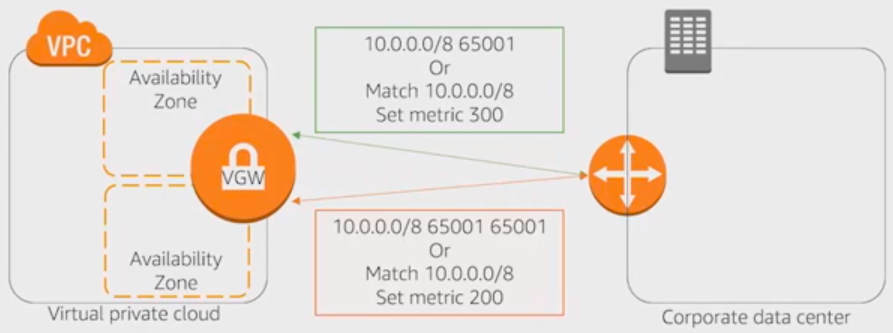 VPC
Availability
Zone
10.0.0.0/8 65001
Or
Match 10.0.0.0/8
Set metric 300
VGW
10.0.0.0/8 65001 65001
Or
Match 10.0.0.0/8
Set metric 200
Availability
Zone
Virtual private cloud
Corporate data center